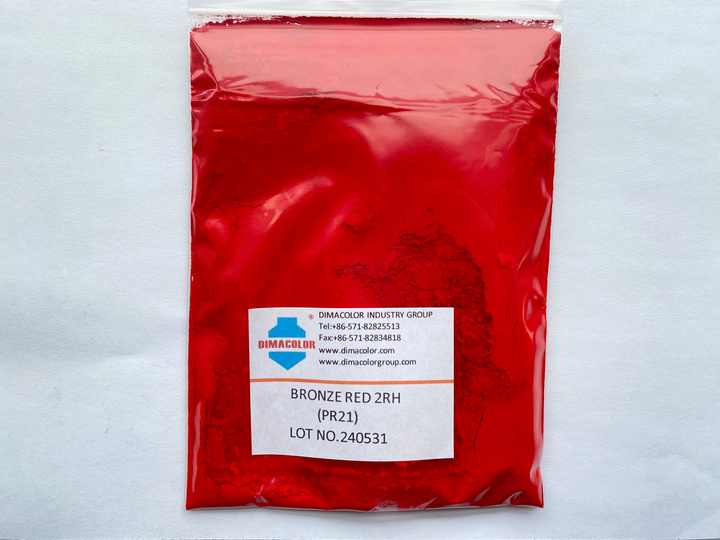 DIMACOLOR INDUSTRY GROUP
Tel:+86-571-82825513
Fax:+86-571-82834818
www.dimacolor.com
www.dimacolorgroup.com
®
DIMACOLOR
BRONZE RED 2RH
(PR21)
LOT NO.240531